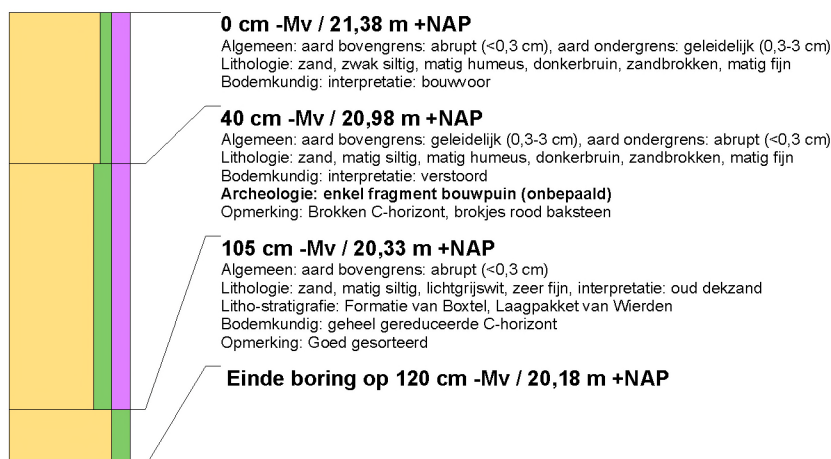 0 cm -Mv / 21,38 m +NAP
Algemeen: aard bovengrens: abrupt (<0,3 cm), aard ondergrens: geleidelijk (0,3-3 cm)
Lithologie: zand, zwak siltig, matig humeus, donkerbruin, zandbrokken, matig fijn
Bodemkundig: interpretatie: bouwvoor
40 cm -Mv / 20,98 m +NAP
Algemeen: aard bovengrens: geleidelijk (0,3-3 cm), aard ondergrens: abrupt (<0,3 cm)
Lithologie: zand, matig siltig, matig humeus, donkerbruin, zandbrokken, matig fijn
Bodemkundig: interpretatie: verstoord
Archeologie: enkel fragment bouwpuin (onbepaald)
Opmerking: Brokken C-horizont, brokjes rood baksteen
105 cm -Mv / 20,33 m +NAP
Algemeen: aard bovengrens: abrupt (<0,3 cm)
Lithologie: zand, matig siltig, lichtgrijswit, zeer fijn, interpretatie: oud dekzand
Litho-stratigrafie: Formatie van Boxtel, Laagpakket van Wierden
Bodemkundig: geheel gereduceerde C-horizont
Opmerking: Goed gesorteerd
Einde boring op 120 cm -Mv / 20,18 m +NAP